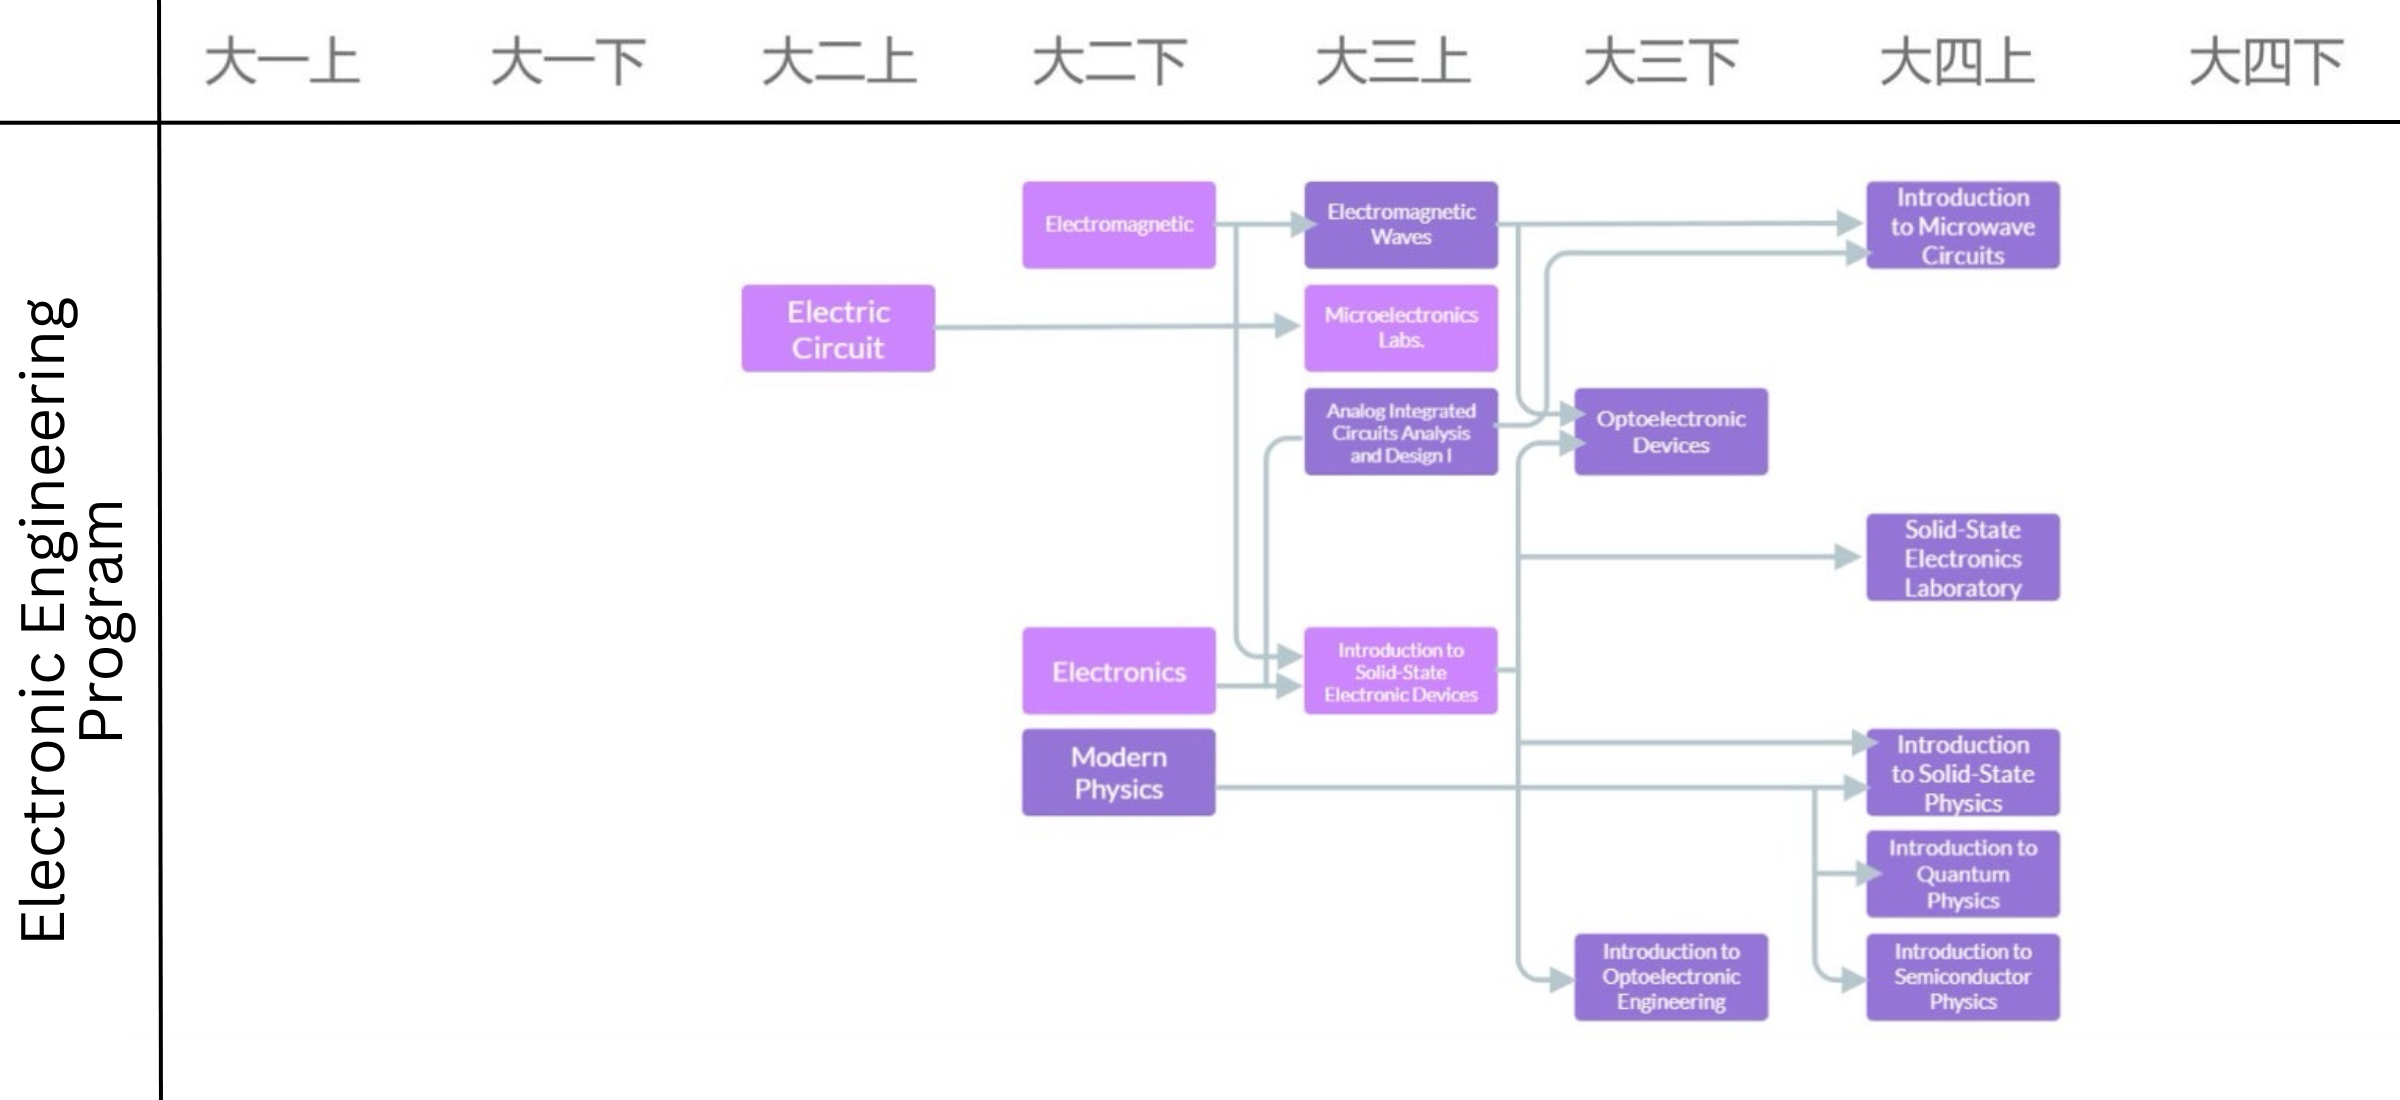 大一上
大一下
大二上
大二下
大三上
大三下
大四上
大四下
Electronic Engineering
Program
Electromagnetic
Electromagnetic
Waves
Introduction
to Microwave
Circuits
Electric
Circuit
Microelectronics
Labs.
Analog Integrated
Circuits Analysis
and Design I
Optoelectronic
Devices
Solid-State
Electronics
Laboratory
Electronics
Introduction to
Solid-State
Electronic Devices
Modern
Physics
Introduction
to Solid-State
Physics
Introduction to
Quantum
Physics
Introduction to
Optoelectronic
Engineering
Introduction to
Semiconductor
Physics